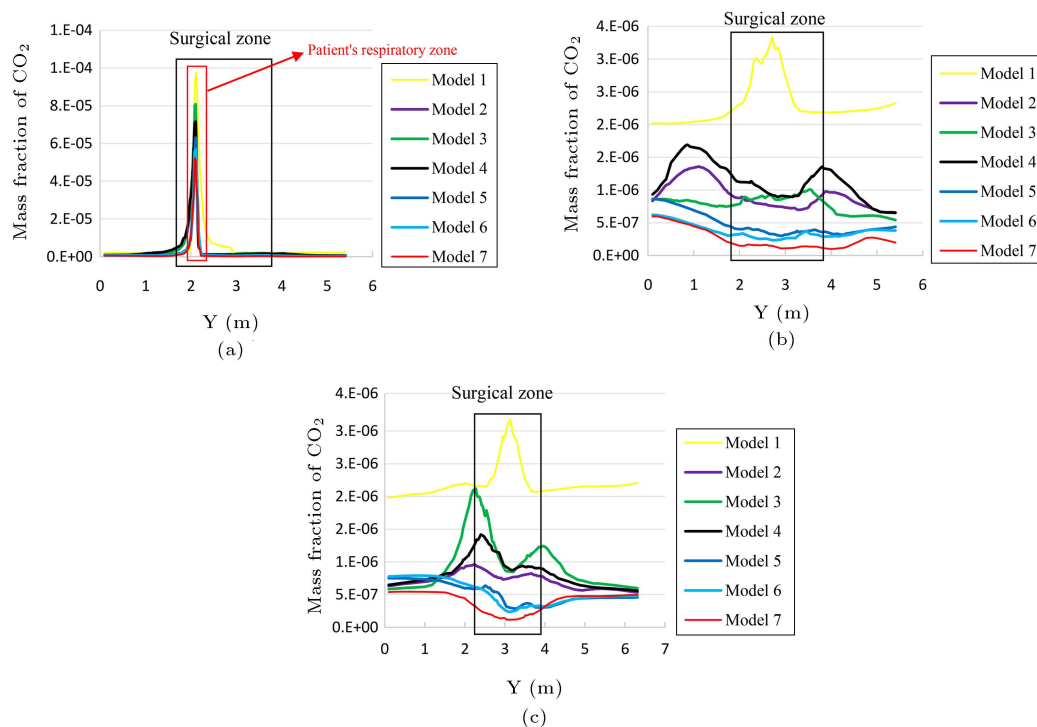 Surgical zone
Patient's respiratory zone
Mass fraction of CO2
1.E-04
1.E-04
8.E-05
6.E-05
4.E-05
2.E-05
0.E+00
0 1 2 3 4 5 6
Y (m)
(a)
Model 1
Model 2
Model 3
Model 4
Model 5
Model 6
Model 7
Surgical zone
Mass fraction of CO2
4.E-06
3.E-06
3.E-06
2.E-06
2.E-06
1.E-06
5.E-07
0.E+00
0 1 2 3 4 5 6
Y (m)
(b)
Model 1
Model 2
Model 3
Model 4
Model 5
Model 6
Model 7
Surgical zone
Mass fraction of CO2
4.E-06
3.E-06
3.E-06
2.E-06
2.E-06
1.E-06
5.E-07
0.E+00
0 1 2 3 4 5 6 7
Y (m)
(c)
Model 1
Model 2
Model 3
Model 4
Model 5
Model 6
Model 7